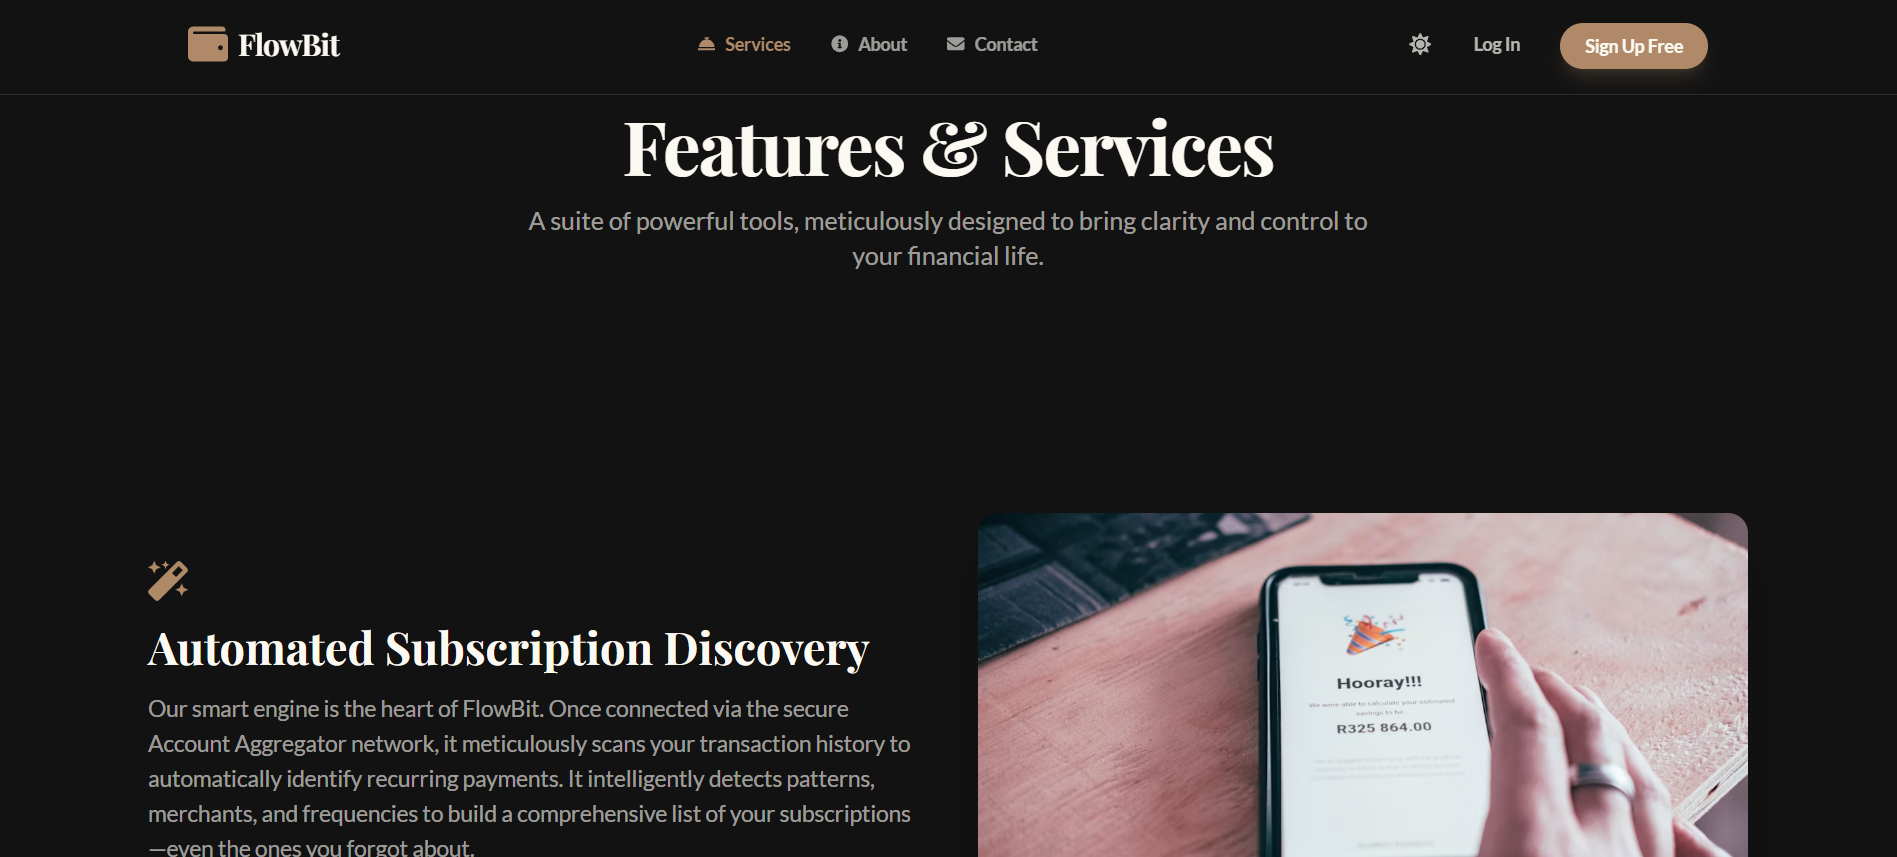 FlowBit
Services
About
Contact
Log In
Sign Up Free
Features & Services
A suite of powerful tools, meticulously designed to bring clarity and control to
your financial life.
Automated Subscription Discovery
Our smart engine is the heart of FlowBit. Once connected via the secure
Account Aggregator network, it meticulously scans your transaction history to
automatically identify recurring payments. It intelligently detects patterns,
merchants, and frequencies to build a comprehensive list of your subscriptions
—even the ones you forgot about.
Hooray!!!
We were able to calculate your estimated
savings to be...
R325 864.00